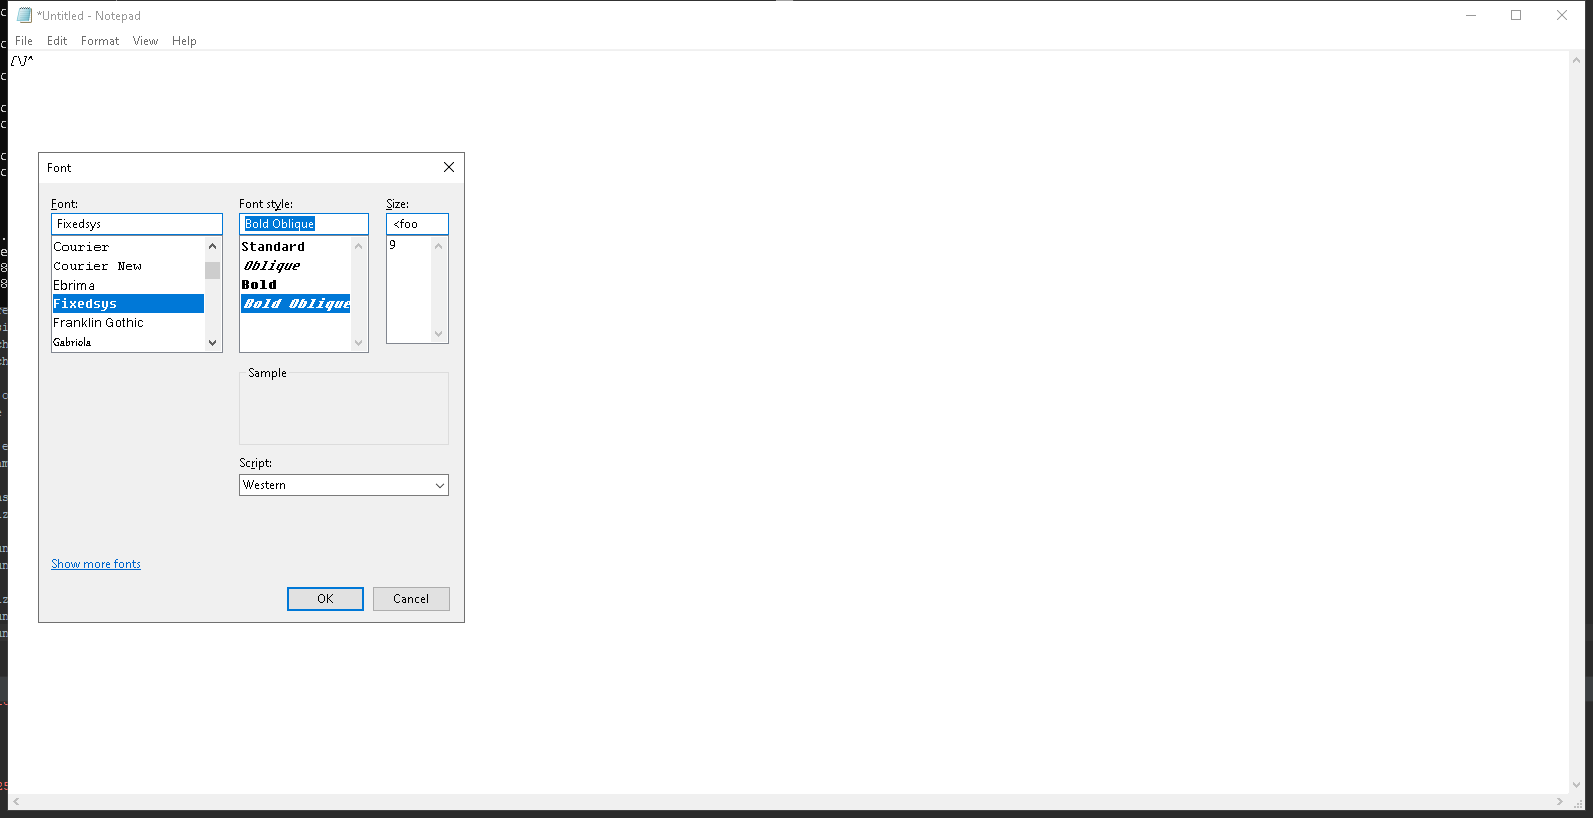 *Untitled - Notepad
File Edit Format View Help
[\]^
Font
Font: Font style: Size:
Fixedsys Bold Oblique <foo
Courier Standard 9
Courier New Oblique
Ebrima Bold
Fixedsys Bold Oblique
Franklin Gothic
Gabriola
Sample
Script:
Western
Show more fonts
OK Cancel